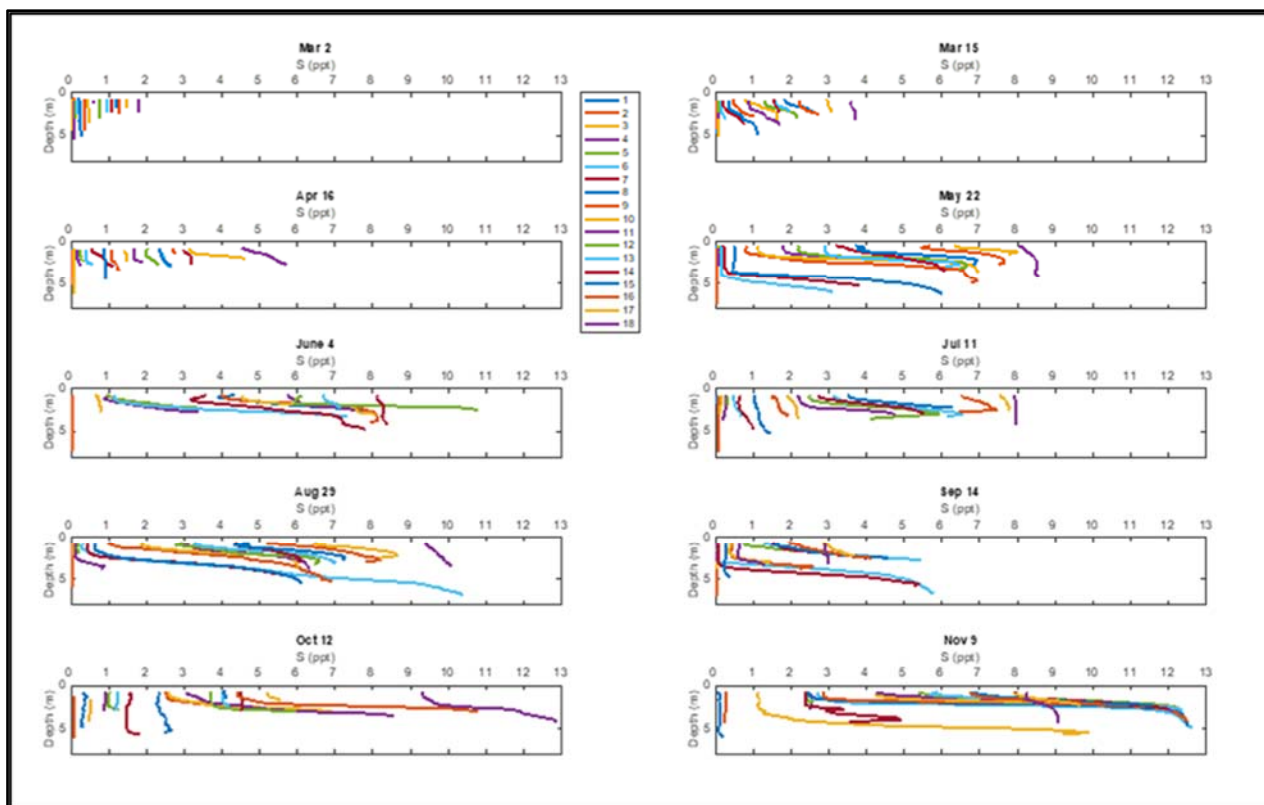 Mar 2
S (ppt)
0 1 2 3 4 5 6 7 8 9 10 11 12 13
0
5
Depth (m)
Mar 15
S (ppt)
0 1 2 3 4 5 6 7 8 9 10 11 12 13
0
5
Depth (m)
1
2
3
4
5
6
7
8
9
10
11
12
13
14
15
16
17
18
Apr 16
S (ppt)
0 1 2 3 4 5 6 7 8 9 10 11 12 13
0
5
Depth (m)
May 22
S (ppt)
0 1 2 3 4 5 6 7 8 9 10 11 12 13
0
5
Depth (m)
June 4
S (ppt)
0 1 2 3 4 5 6 7 8 9 10 11 12 13
0
5
Depth (m)
Jul 11
S (ppt)
0 1 2 3 4 5 6 7 8 9 10 11 12 13
0
5
Depth (m)
Aug 29
S (ppt)
0 1 2 3 4 5 6 7 8 9 10 11 12 13
0
5
Depth (m)
Sep 14
S (ppt)
0 1 2 3 4 5 6 7 8 9 10 11 12 13
0
5
Depth (m)
Oct 12
S (ppt)
0 1 2 3 4 5 6 7 8 9 10 11 12 13
0
5
Depth (m)
Nov 9
S (ppt)
0 1 2 3 4 5 6 7 8 9 10 11 12 13
0
5
Depth (m)